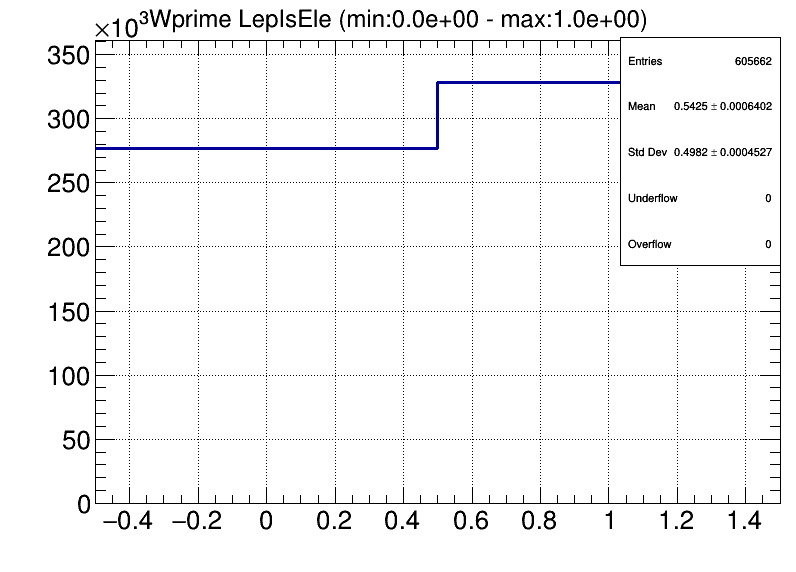 ×10³Wprime LepIsEle (min:0.0e+00 - max:1.0e+00)
350
300
250
200
150
100
50
0
Entries 605662
Mean 0.5425 ± 0.0006402
Std Dev 0.4982 ± 0.0004527
Underflow 0
Overflow 0
−0.4 −0.2 0 0.2 0.4 0.6 0.8 1 1.2 1.4